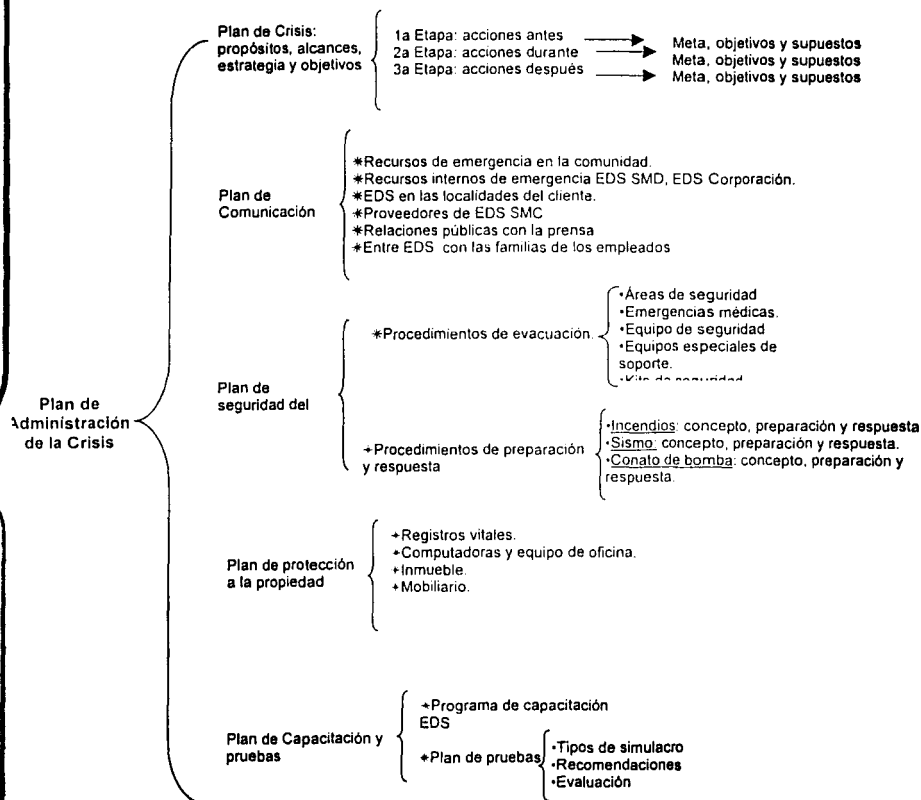 Plan de Crisis:
propósitos, alcances,
estrategia y objetivos
1a Etapa: acciones antes
2a Etapa: acciones durante
3a Etapa: acciones después
Meta, objetivos y supuestos
Meta, objetivos y supuestos
Meta, objetivos y supuestos
Plan de
Comunicación
*Recursos de emergencia en la comunidad.
*Recursos internos de emergencia EDS SMD, EDS Corporación.
*EDS en las localidades del cliente.
*Proveedores de EDS SMC
*Relaciones públicas con la prensa
*Entre EDS con las familias de los empleados
Plan de
seguridad del
*Procedimientos de evacuación.
•Áreas de seguridad
•Emergencias médicas.
•Equipo de seguridad
•Equipos especiales de
soporte.
•Kits de seguridad
Plan de
Administración
de la Crisis
+Procedimientos de preparación
y respuesta
•Incendios: concepto, preparación y respuesta
•Sismo: concepto, preparación y respuesta.
•Conato de bomba: concepto, preparación y
respuesta.
Plan de protección
a la propiedad
+Registros vitales.
+Computadoras y equipo de oficina.
+Inmueble.
+Mobiliario.
Plan de Capacitación y
pruebas
+Programa de capacitación
EDS
*Plan de pruebas
•Tipos de simulacro
•Recomendaciones
•Evaluación